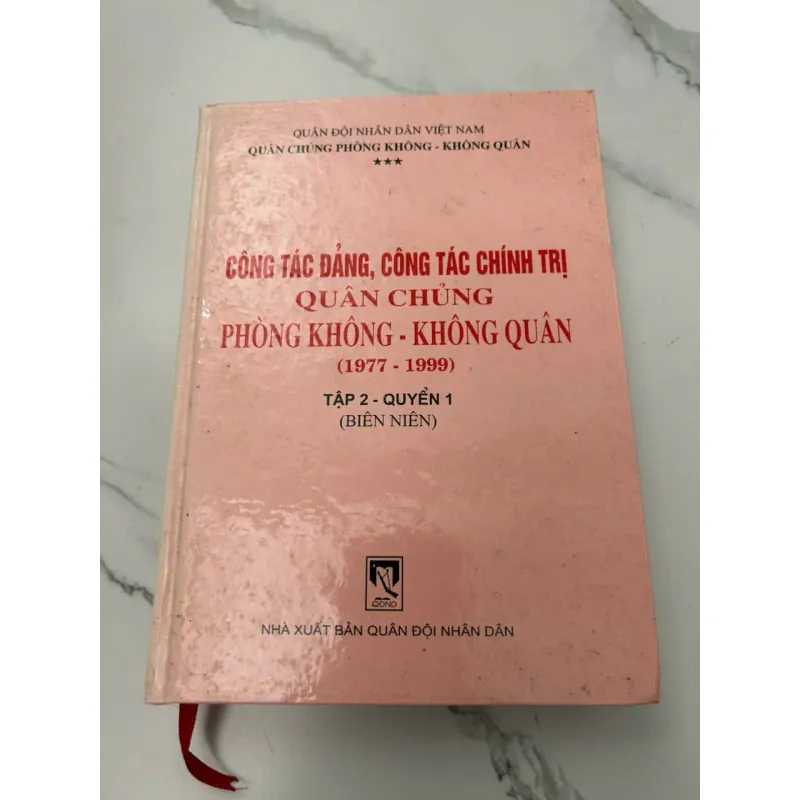 QUÂN ĐỘI NHÂN DÂN VIỆT NAM
QUÂN CHỦNG PHÒNG KHÔNG - KHÔNG QUÂN
★★★
CÔNG TÁC ĐẢNG, CÔNG TÁC CHÍNH TRỊ
QUÂN CHỦNG
PHÒNG KHÔNG - KHÔNG QUÂN
(1977 - 1999)
TẬP 2 - QUYỂN 1
(BIÊN NIÊN)
QĐND
NHÀ XUẤT BẢN QUÂN ĐỘI NHÂN DÂN